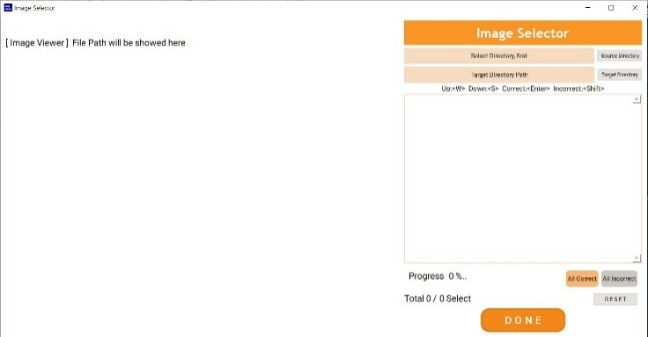 Image Selector
[ Image Viewer ] File Path will be showed here
Image Selector
Select Directory, first
Source Directory
Target Directory Path
Target Directory
Up:<W> Down:<S> Correct:<Enter> Incorrect:<Shift>
Progress 0 %..
All Correct
All Incorrect
Total 0 / 0 Select
RESET
DONE